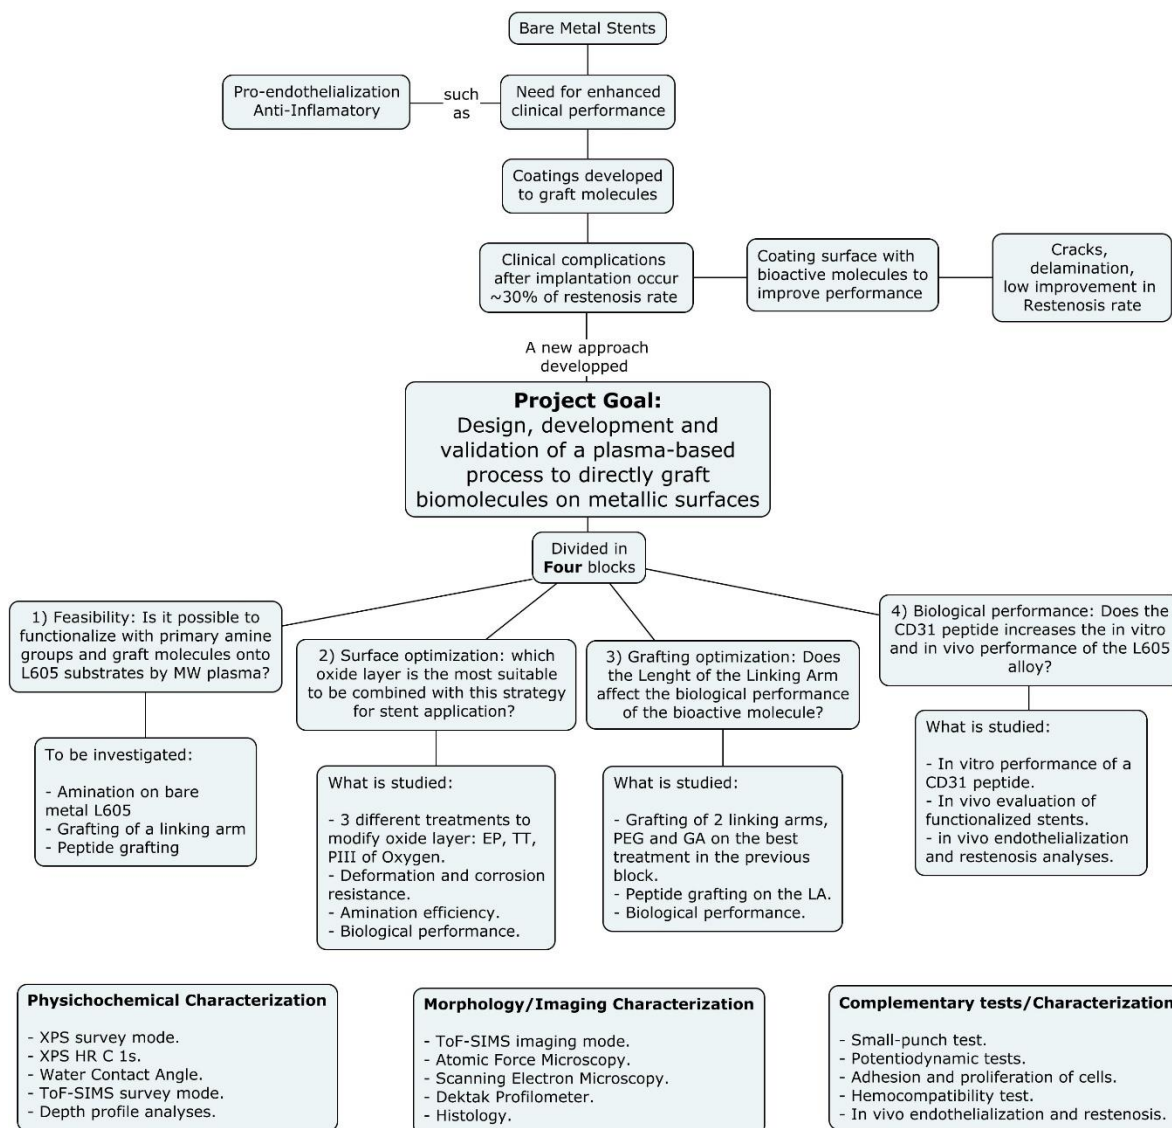 Bare Metal Stents
Pro-endothelialization
Anti-Inflamatory
such
as
Need for enhanced
clinical performance
Coatings developed
to graft molecules
Clinical complications
after implantation occur
~30% of restenosis rate
Coating surface with
bioactive molecules to
improve performance
Cracks,
delamination,
low improvement in
Restenosis rate
A new approach
developped
Project Goal:
Design, development and
validation of a plasma-based
process to directly graft
biomolecules on metallic surfaces
Divided in
Four blocks
1) Feasibility: Is it possible to
functionalize with primary amine
groups and graft molecules onto
L605 substrates by MW plasma?
To be investigated:
- Amination on bare
metal L605
- Grafting of a linking arm
- Peptide grafting
2) Surface optimization: which
oxide layer is the most suitable
to be combined with this strategy
for stent application?
What is studied:
- 3 different treatments to
modify oxide layer: EP, TT,
PIII of Oxygen.
- Deformation and corrosion
resistance.
- Amination efficiency.
- Biological performance.
3) Grafting optimization: Does
the Lenght of the Linking Arm
affect the biological performance
of the bioactive molecule?
What is studied:
- Grafting of 2 linking arms,
PEG and GA on the best
treatment in the previous
block.
- Peptide grafting on the LA.
- Biological performance.
4) Biological performance: Does the
CD31 peptide increases the in vitro
and in vivo performance of the L605
alloy?
What is studied:
- In vitro performance of a
CD31 peptide.
- In vivo evaluation of
functionalized stents.
- in vivo endothelialization
and restenosis analyses.
Physichochemical Characterization
- XPS survey mode.
- XPS HR C 1s.
- Water Contact Angle.
- ToF-SIMS survey mode.
- Depth profile analyses.
Morphology/Imaging Characterization
- ToF-SIMS imaging mode.
- Atomic Force Microscopy.
- Scanning Electron Microscopy.
- Dektak Profilometer.
- Histology.
Complementary tests/Characterization
- Small-punch test.
- Potentiodynamic tests.
- Adhesion and proliferation of cells.
- Hemocompatibility test.
- In vivo endothelialization and restenosis.